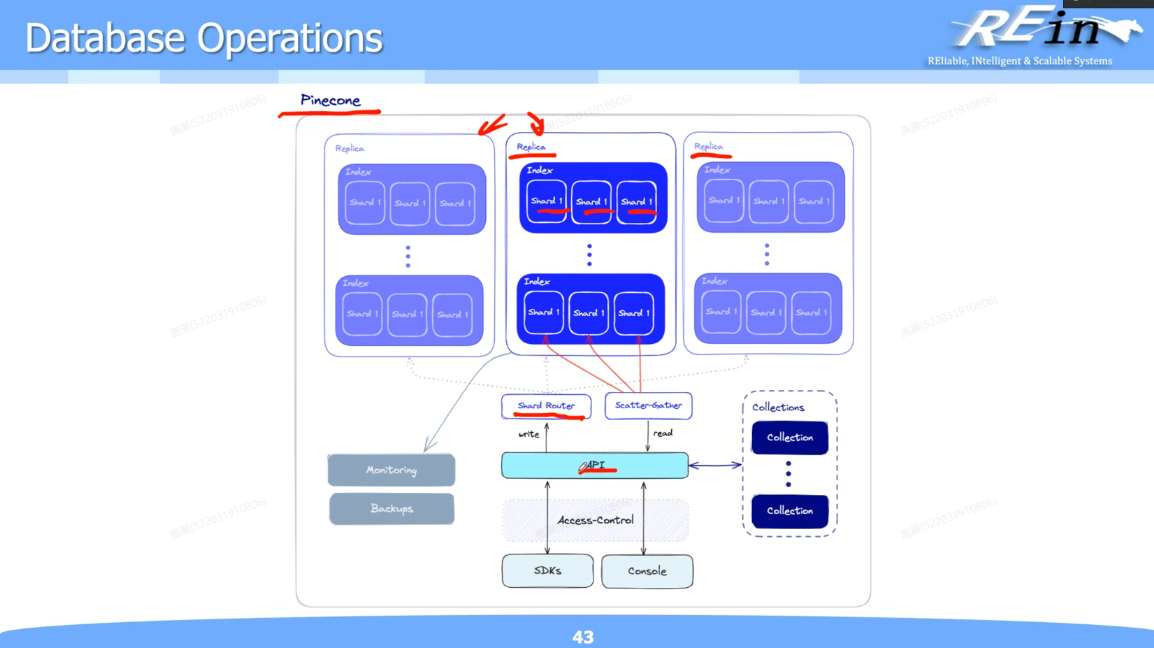 Database Operations
REin
REliable, INtelligent & Scalable Systems
Pinecone
Replica
Index
Shard 1 Shard 1 Shard 1
Index
Shard 1 Shard 1 Shard 1
Replica
Index
Shard 1 Shard 1 Shard 1
Index
Shard 1 Shard 1 Shard 1
Replica
Index
Shard 1 Shard 1 Shard 1
Index
Shard 1 Shard 1 Shard 1
Shard Router
Scatter-Gather
write
read
API
Access-Control
SDKs
Console
Monitoring
Backups
Collections
Collection
Collection
43